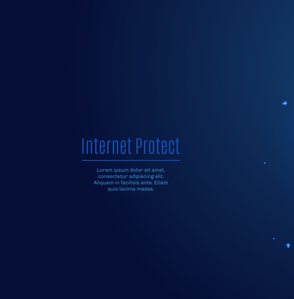 Internet Protect
Lorem ipsum dolor sit amet,
consectetur adipiscing elit.
Aliquam in facilisis ante. Etiam
quis lacinia massa.